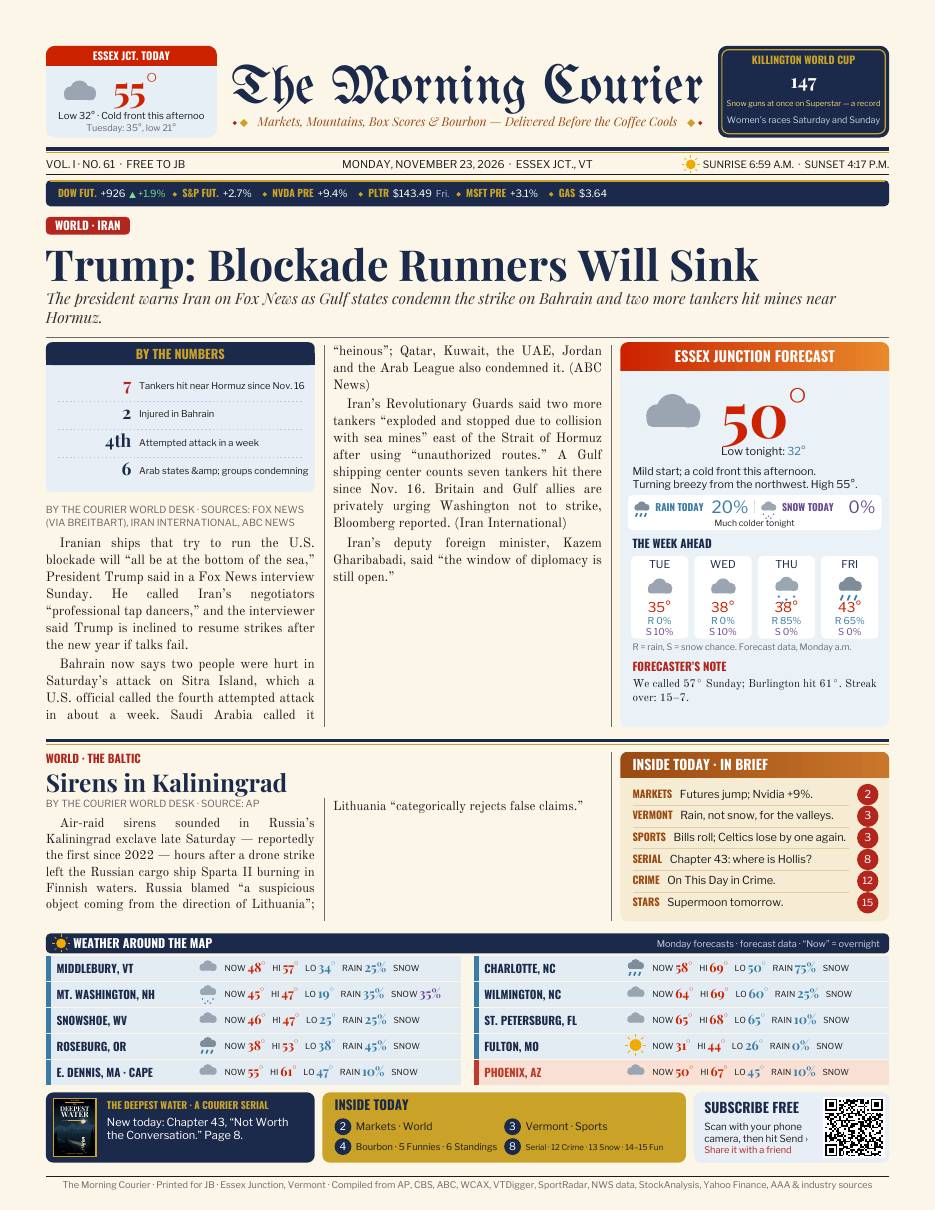 ESSEX JCT. TODAY
55°
Low 32° · Cold front this afternoo
Tuesday: 35°, low 21°
The Morning Courier
Markets, Mountains, Box Scores & Bourbon — Delivered Before the Coffee Cools
KILLINGTON WORLD CUP
147
Snow guns at once on Superstar — a record
Women's races Saturday and Sunday
VOL. I · NO. 61 · FREE TO JB
MONDAY, NOVEMBER 23, 2026 · ESSEX JCT., VT
SUNRISE 6:59 A.M. · SUNSET 4:17 P.M.
DOW FUT. +926 ▲+1.9% ◆ S&P FUT. +2.7% ◆ NVDA PRE +9.4% ◆ PLTR $143.49 Fri. ◆ MSFT PRE +3.1% ◆ GAS $3.64
WORLD · IRAN
Trump: Blockade Runners Will Sink
The president warns Iran on Fox News as Gulf states condemn the strike on Bahrain and two more tankers hit mines near
Hormuz.
BY THE NUMBERS
7 Tankers hit near Hormuz since Nov. 16
2 Injured in Bahrain
4th Attempted attack in a week
6 Arab states &amp; groups condemning
BY THE COURIER WORLD DESK · SOURCES: FOX NEWS
(VIA BREITBART), IRAN INTERNATIONAL, ABC NEWS
Iranian ships that try to run the U.S.
blockade will “all be at the bottom of the sea,”
President Trump said in a Fox News interview
Sunday. He called Iran’s negotiators
“professional tap dancers,” and the interviewer
said Trump is inclined to resume strikes after
the new year if talks fail.
Bahrain now says two people were hurt in
Saturday’s attack on Sitra Island, which a
U.S. official called the fourth attempted attack
in about a week. Saudi Arabia called it
“heinous”; Qatar, Kuwait, the UAE, Jordan
and the Arab League also condemned it. (ABC
News)
Iran’s Revolutionary Guards said two more
tankers “exploded and stopped due to collision
with sea mines” east of the Strait of Hormuz
after using “unauthorized routes.” A Gulf
shipping center counts seven tankers hit there
since Nov. 16. Britain and Gulf allies are
privately urging Washington not to strike,
Bloomberg reported. (Iran International)
Iran’s deputy foreign minister, Kazem
Gharibabadi, said “the window of diplomacy is
still open.”
ESSEX JUNCTION FORECAST
50°
Low tonight: 32°
Mild start; a cold front this afternoon.
Turning breezy from the northwest. High 55°.
RAIN TODAY 20% SNOW TODAY 0%
Much colder tonight
THE WEEK AHEAD
TUE WED THU FRI
35° 38° 38° 43°
R 0% R 0% R 85% R 65%
S 10% S 10% S 0% S 0%
R = rain, S = snow chance. Forecast data, Monday a.m.
FORECASTER'S NOTE
We called 57° Sunday; Burlington hit 61°. Streak
over: 15–7.
WORLD · THE BALTIC
Sirens in Kaliningrad
BY THE COURIER WORLD DESK · SOURCE: AP
Air-raid sirens sounded in Russia’s
Kaliningrad exclave late Saturday — reportedly
the first since 2022 — hours after a drone strike
left the Russian cargo ship Sparta II burning in
Finnish waters. Russia blamed “a suspicious
object coming from the direction of Lithuania”;
Lithuania “categorically rejects false claims.”
INSIDE TODAY · IN BRIEF
MARKETS Futures jump; Nvidia +9%. 2
VERMONT Rain, not snow, for the valleys. 3
SPORTS Bills roll; Celtics lose by one again. 3
SERIAL Chapter 43: where is Hollis? 8
CRIME On This Day in Crime. 12
STARS Supermoon tomorrow. 15
WEATHER AROUND THE MAP
Monday forecasts · forecast data · “Now” = overnight
MIDDLEBURY, VT NOW 48° HI 57° LO 34° RAIN 25% SNOW
MT. WASHINGTON, NH NOW 45° HI 47° LO 19° RAIN 35% SNOW 35%
SNOWSHOE, WV NOW 46° HI 47° LO 25° RAIN 25% SNOW
ROSEBURG, OR NOW 38° HI 53° LO 38° RAIN 45% SNOW
E. DENNIS, MA · CAPE NOW 55° HI 61° LO 47° RAIN 10% SNOW
CHARLOTTE, NC NOW 58° HI 69° LO 50° RAIN 75% SNOW
WILMINGTON, NC NOW 64° HI 69° LO 60° RAIN 25% SNOW
ST. PETERSBURG, FL NOW 65° HI 68° LO 65° RAIN 10% SNOW
FULTON, MO NOW 31° HI 44° LO 26° RAIN 0% SNOW
PHOENIX, AZ NOW 50° HI 67° LO 45° RAIN 10% SNOW
DEEPEST
WATER
THE DEEPEST WATER · A COURIER SERIAL
New today: Chapter 43, “Not Worth
the Conversation.” Page 8.
INSIDE TODAY
2 Markets · World 3 Vermont · Sports
4 Bourbon · 5 Funnies · 6 Standings 8 Serial · 12 Crime · 13 Snow · 14–15 Fun
SUBSCRIBE FREE
Scan with your phone
camera, then hit Send ›
Share it with a friend
The Morning Courier · Printed for JB · Essex Junction, Vermont · Compiled from AP, CBS, ABC, WCAX, VTDigger, SportRadar, NWS data, StockAnalysis, Yahoo Finance, AAA & industry sources